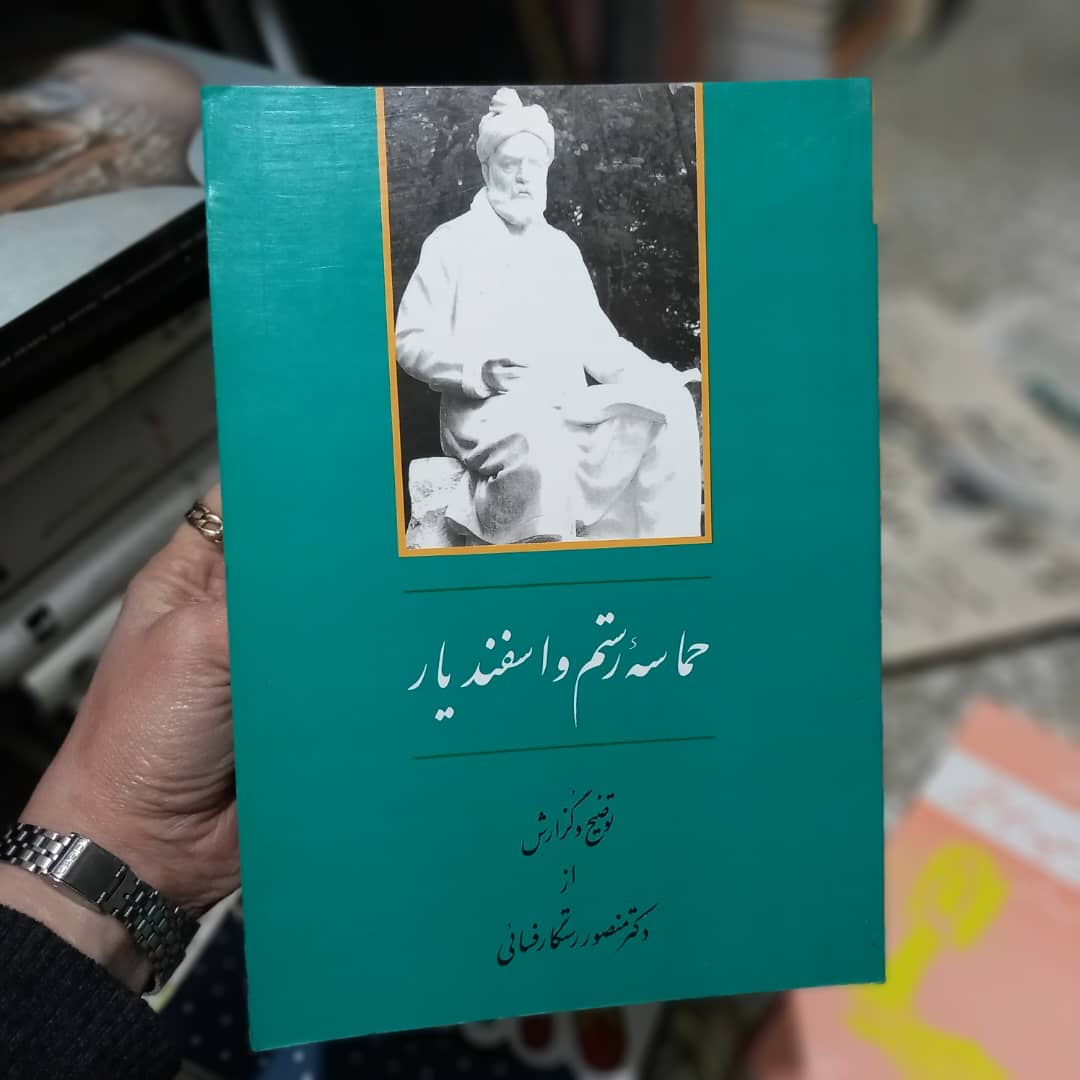 حماسهٔ رستم و اسفندیار
توضیح و گزارش
از
دکتر منصور رستگار فسائی